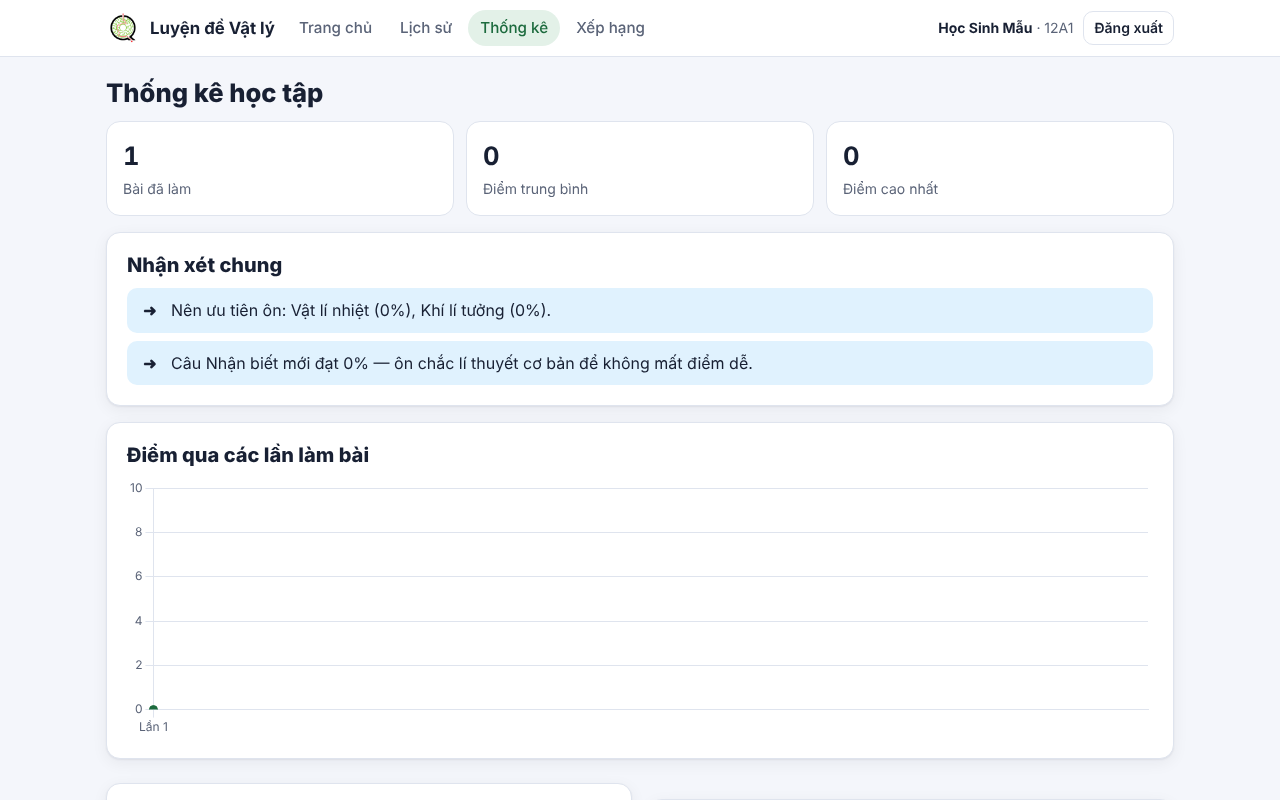 Luyện đề Vật lý
Trang chủ
Lịch sử
Thống kê
Xếp hạng
Học Sinh Mẫu · 12A1
Đăng xuất
Thống kê học tập
1
Bài đã làm
0
Điểm trung bình
0
Điểm cao nhất
Nhận xét chung
➜ Nên ưu tiên ôn: Vật lí nhiệt (0%), Khí lí tưởng (0%).
➜ Câu Nhận biết mới đạt 0% — ôn chắc lí thuyết cơ bản để không mất điểm dễ.
Điểm qua các lần làm bài
10
8
6
4
2
0
Lần 1